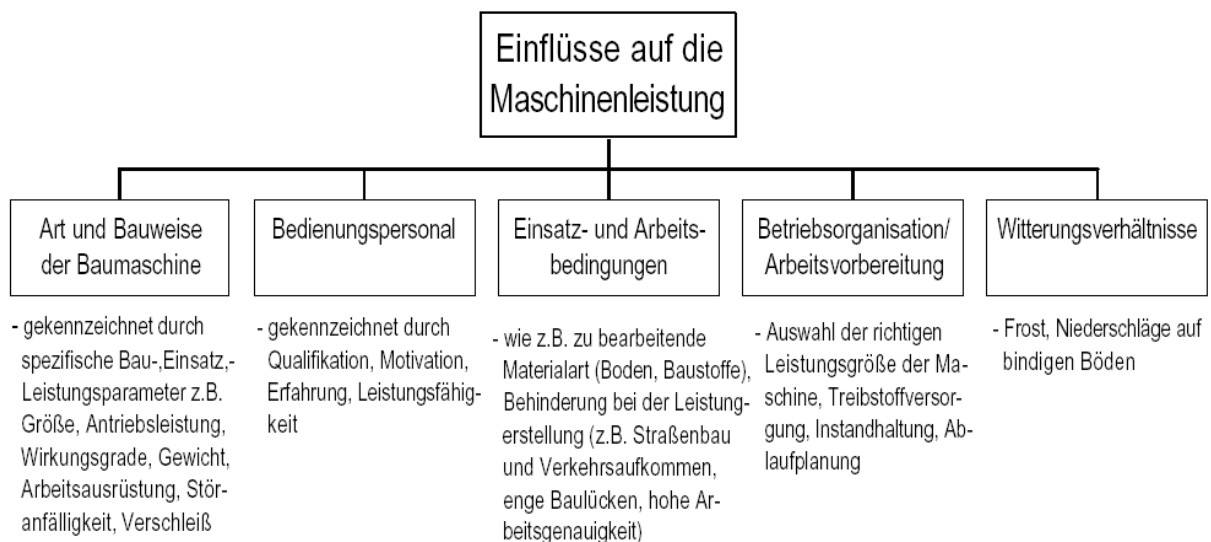 Einflüsse auf die
Maschinenleistung
Art und Bauweise
der Baumaschine
- gekennzeichnet durch
spezifische Bau-,Einsatz,-
Leistungsparameter z.B.
Größe, Antriebsleistung,
Wirkungsgrade, Gewicht,
Arbeitsausrüstung, Stör-
anfälligkeit, Verschleiß
Bedienungspersonal
- gekennzeichnet durch
Qualifikation, Motivation,
Erfahrung, Leistungsfähig-
keit
Einsatz- und Arbeits-
bedingungen
- wie z.B. zu bearbeitende
Materialart (Boden, Baustoffe),
Behinderung bei der Leistung-
erstellung (z.B. Straßenbau
und Verkehrsaufkommen,
enge Baulücken, hohe Ar-
beitsgenauigkeit)
Betriebsorganisation/
Arbeitsvorbereitung
- Auswahl der richtigen
Leistungsgröße der Ma-
schine, Treibstoffversor-
gung, Instandhaltung, Ab-
laufplanung
Witterungsverhältnisse
- Frost, Niederschläge auf
bindigen Böden